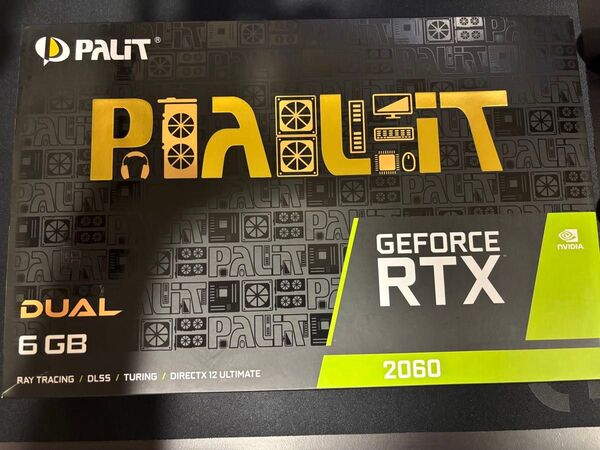 PALiT®
PALiT
GEFORCE
RTX
NVIDIA
DUAL
6 GB
2060
RAY TRACING / DLSS / TURING / DIRECTX 12 ULTIMATE